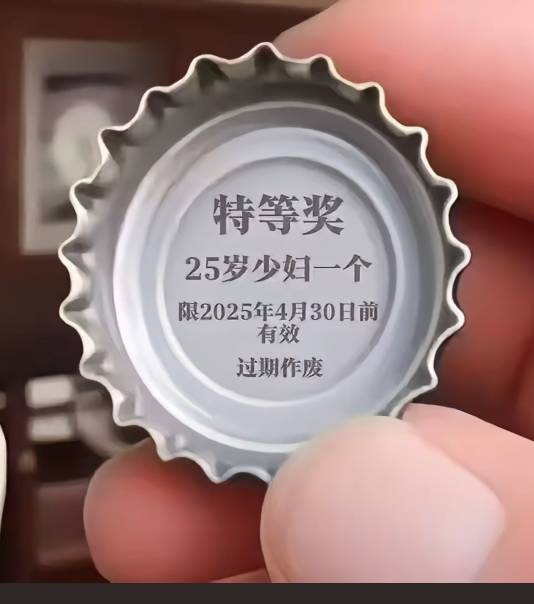 特等奖
25岁少妇一个
限2025年4月30日前
有效
过期作废